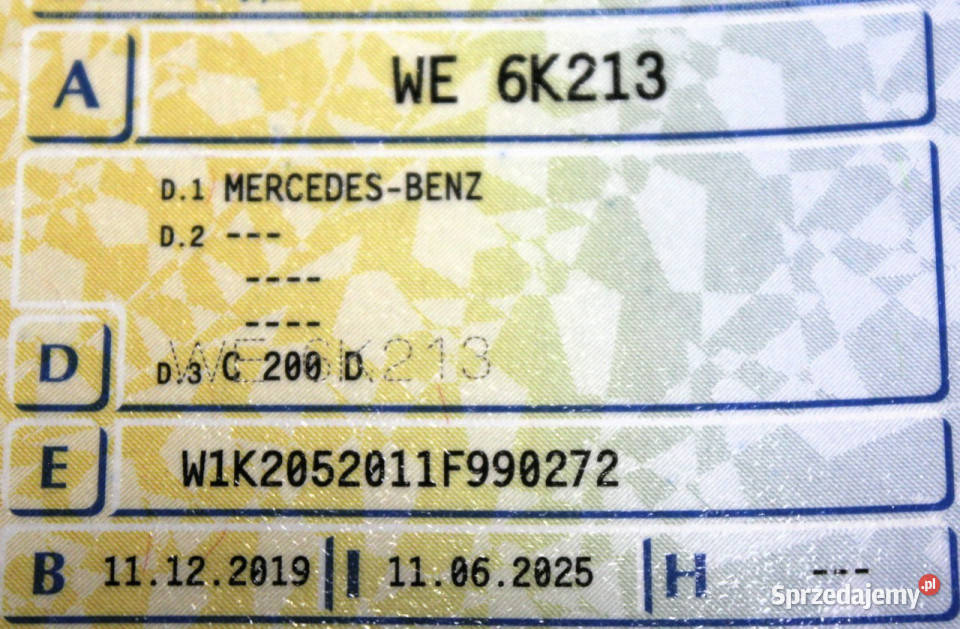 A WE 6K213
D.1 MERCEDES-BENZ
D.2 ---
----
----
D D.3 C 200 D
WE 6K213
E W1K2052011F990272
B 11.12.2019 I 11.06.2025 H ---
Sprzedajemy.pl